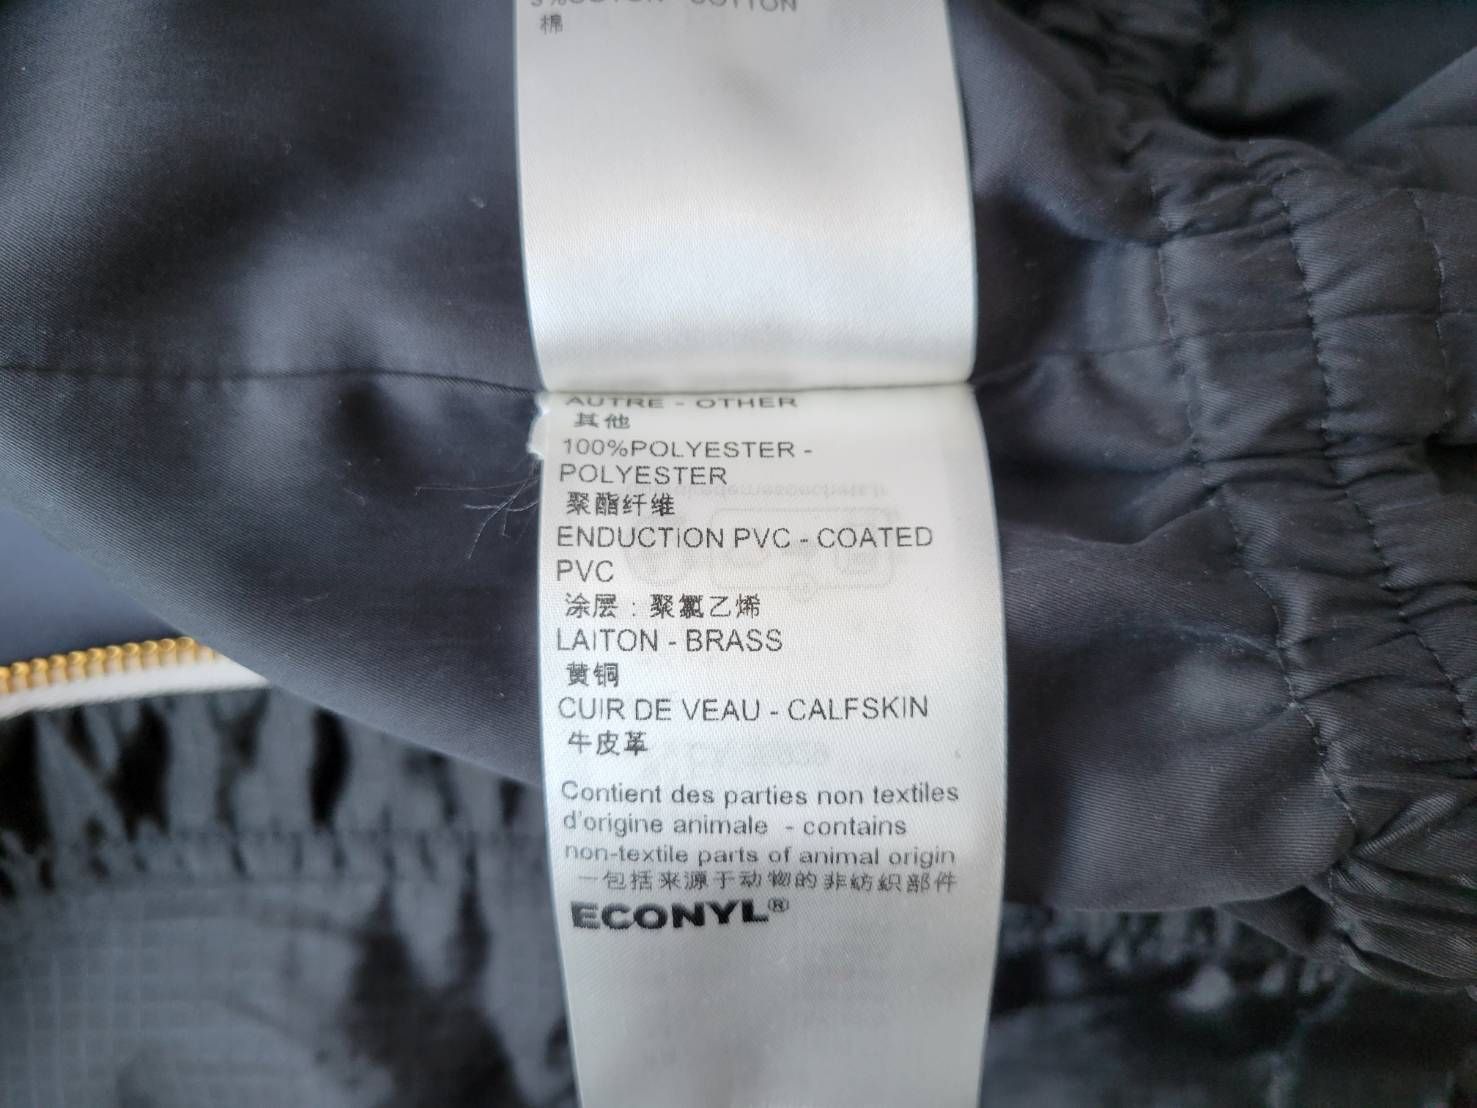 COTTON
棉
AUTRE - OTHER
其他
100%POLYESTER -
POLYESTER
聚酯纤维
ENDUCTION PVC - COATED
PVC
涂层 : 聚氯乙烯
LAITON - BRASS
黄铜
CUIR DE VEAU - CALFSKIN
牛皮革
Contient des parties non textiles
d'origine animale - contains
non-textile parts of animal origin
一包括来源于动物的非纺织部件
ECONYL®